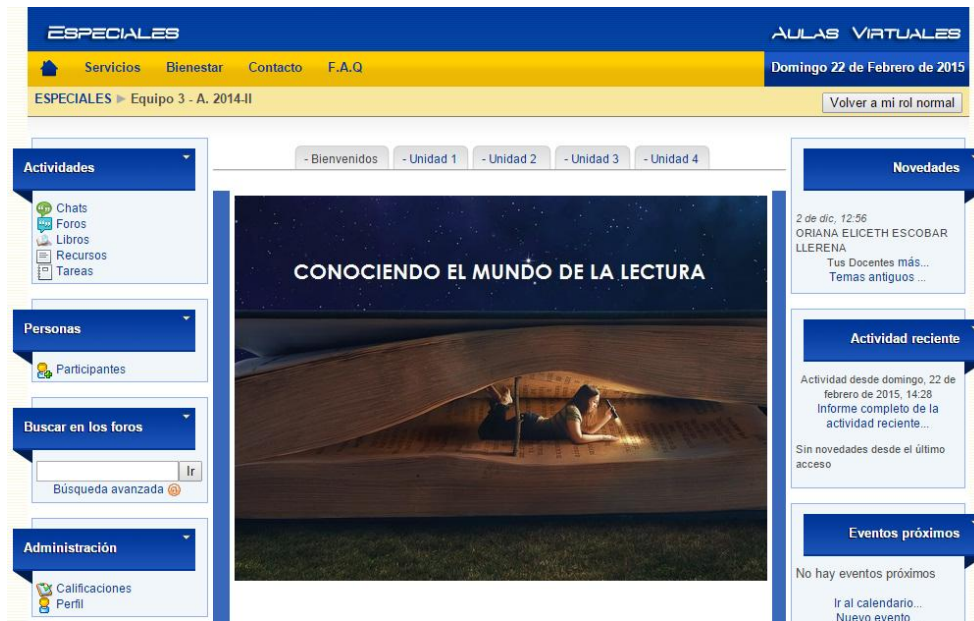 ESPECIALES
AULAS VIRTUALES
Servicios Bienestar Contacto F.A.Q
Domingo 22 de Febrero de 2015
ESPECIALES ► Equipo 3 - A. 2014-II
Volver a mi rol normal
Actividades
Chats
Foros
Libros
Recursos
Tareas
Personas
Participantes
Buscar en los foros
Ir
Búsqueda avanzada
Administración
Calificaciones
Perfil
- Bienvenidos - Unidad 1 - Unidad 2 - Unidad 3 - Unidad 4
CONOCIENDO EL MUNDO DE LA LECTURA
Novedades
2 de dic, 12:56
ORIANA ELICETH ESCOBAR
LLERENA
Tus Docentes más...
Temas antiguos ...
Actividad reciente
Actividad desde domingo, 22 de
febrero de 2015, 14:28
Informe completo de la
actividad reciente...
Sin novedades desde el último
acceso
Eventos próximos
No hay eventos próximos
Ir al calendario...
Nuevo evento